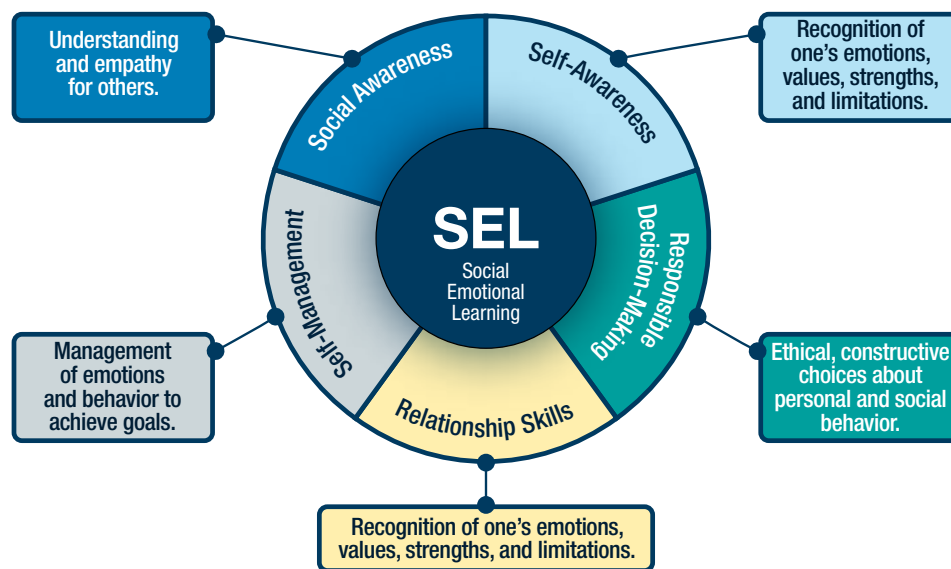 Understanding
and empathy
for others.
Social Awareness
Self-Awareness
Recognition of
one’s emotions,
values, strengths,
and limitations.
SEL
Social
Emotional
Learning
Self-Management
Responsible
Decision-Making
Management
of emotions
and behavior to
achieve goals.
Relationship Skills
Ethical, constructive
choices about
personal and social
behavior.
Recognition of one’s emotions,
values, strengths, and limitations.